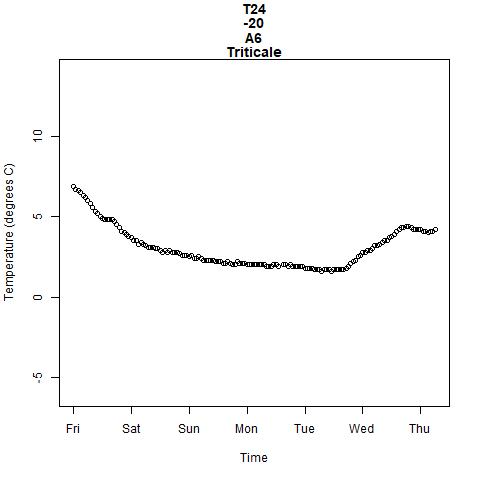 T24
-20
A6
Triticale
Temperature (degrees C)
10
5
0
-5
Fri Sat Sun Mon Tue Wed Thu
Time